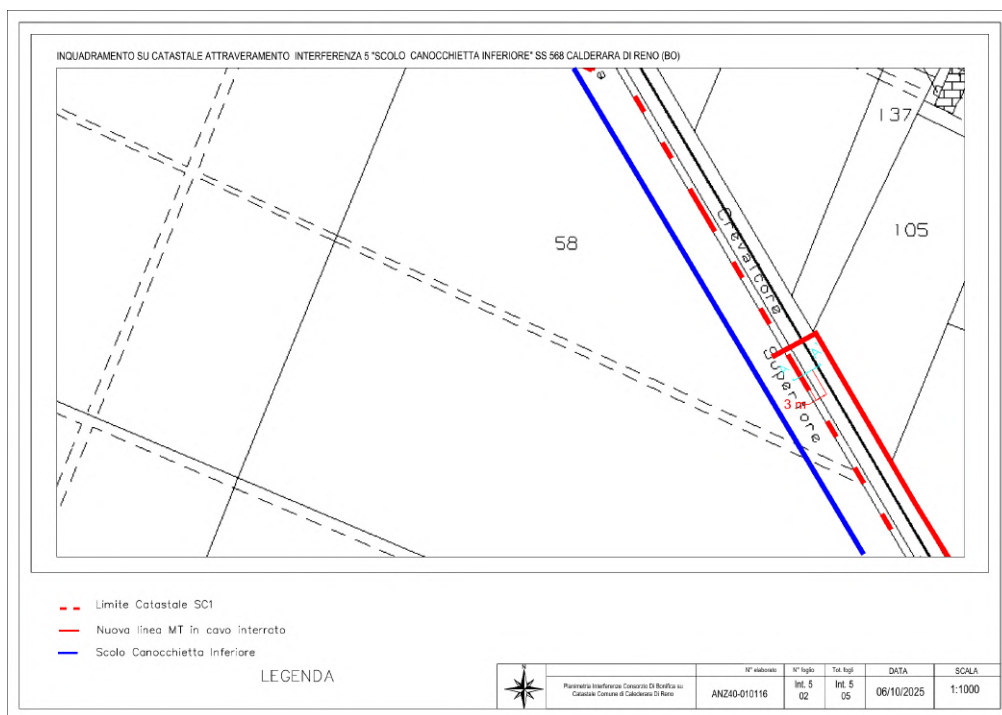 INQUADRAMENTO SU CATASTALE ATTRAVERAMENTO INTERFERENZA 5 "SCOLO CANOCCHIETTA INFERIORE" SS 568 CALDERARA DI RENO (BO)
a
137
105
58
Crevalcore
Superiore
A
A
3 m
Limite Catastale SC1
Nuova linea MT in cavo interrato
Scolo Canocchietta Inferiore
LEGENDA
N
Planimetria Interferenze Consorzio Di Bonifica su
Catastale Comune di Calederara Di Reno
N° elaborato
ANZ40-010116
N° foglio
Int. 5
02
Tot. fogli
Int. 5
05
DATA
06/10/2025
SCALA
1:1000